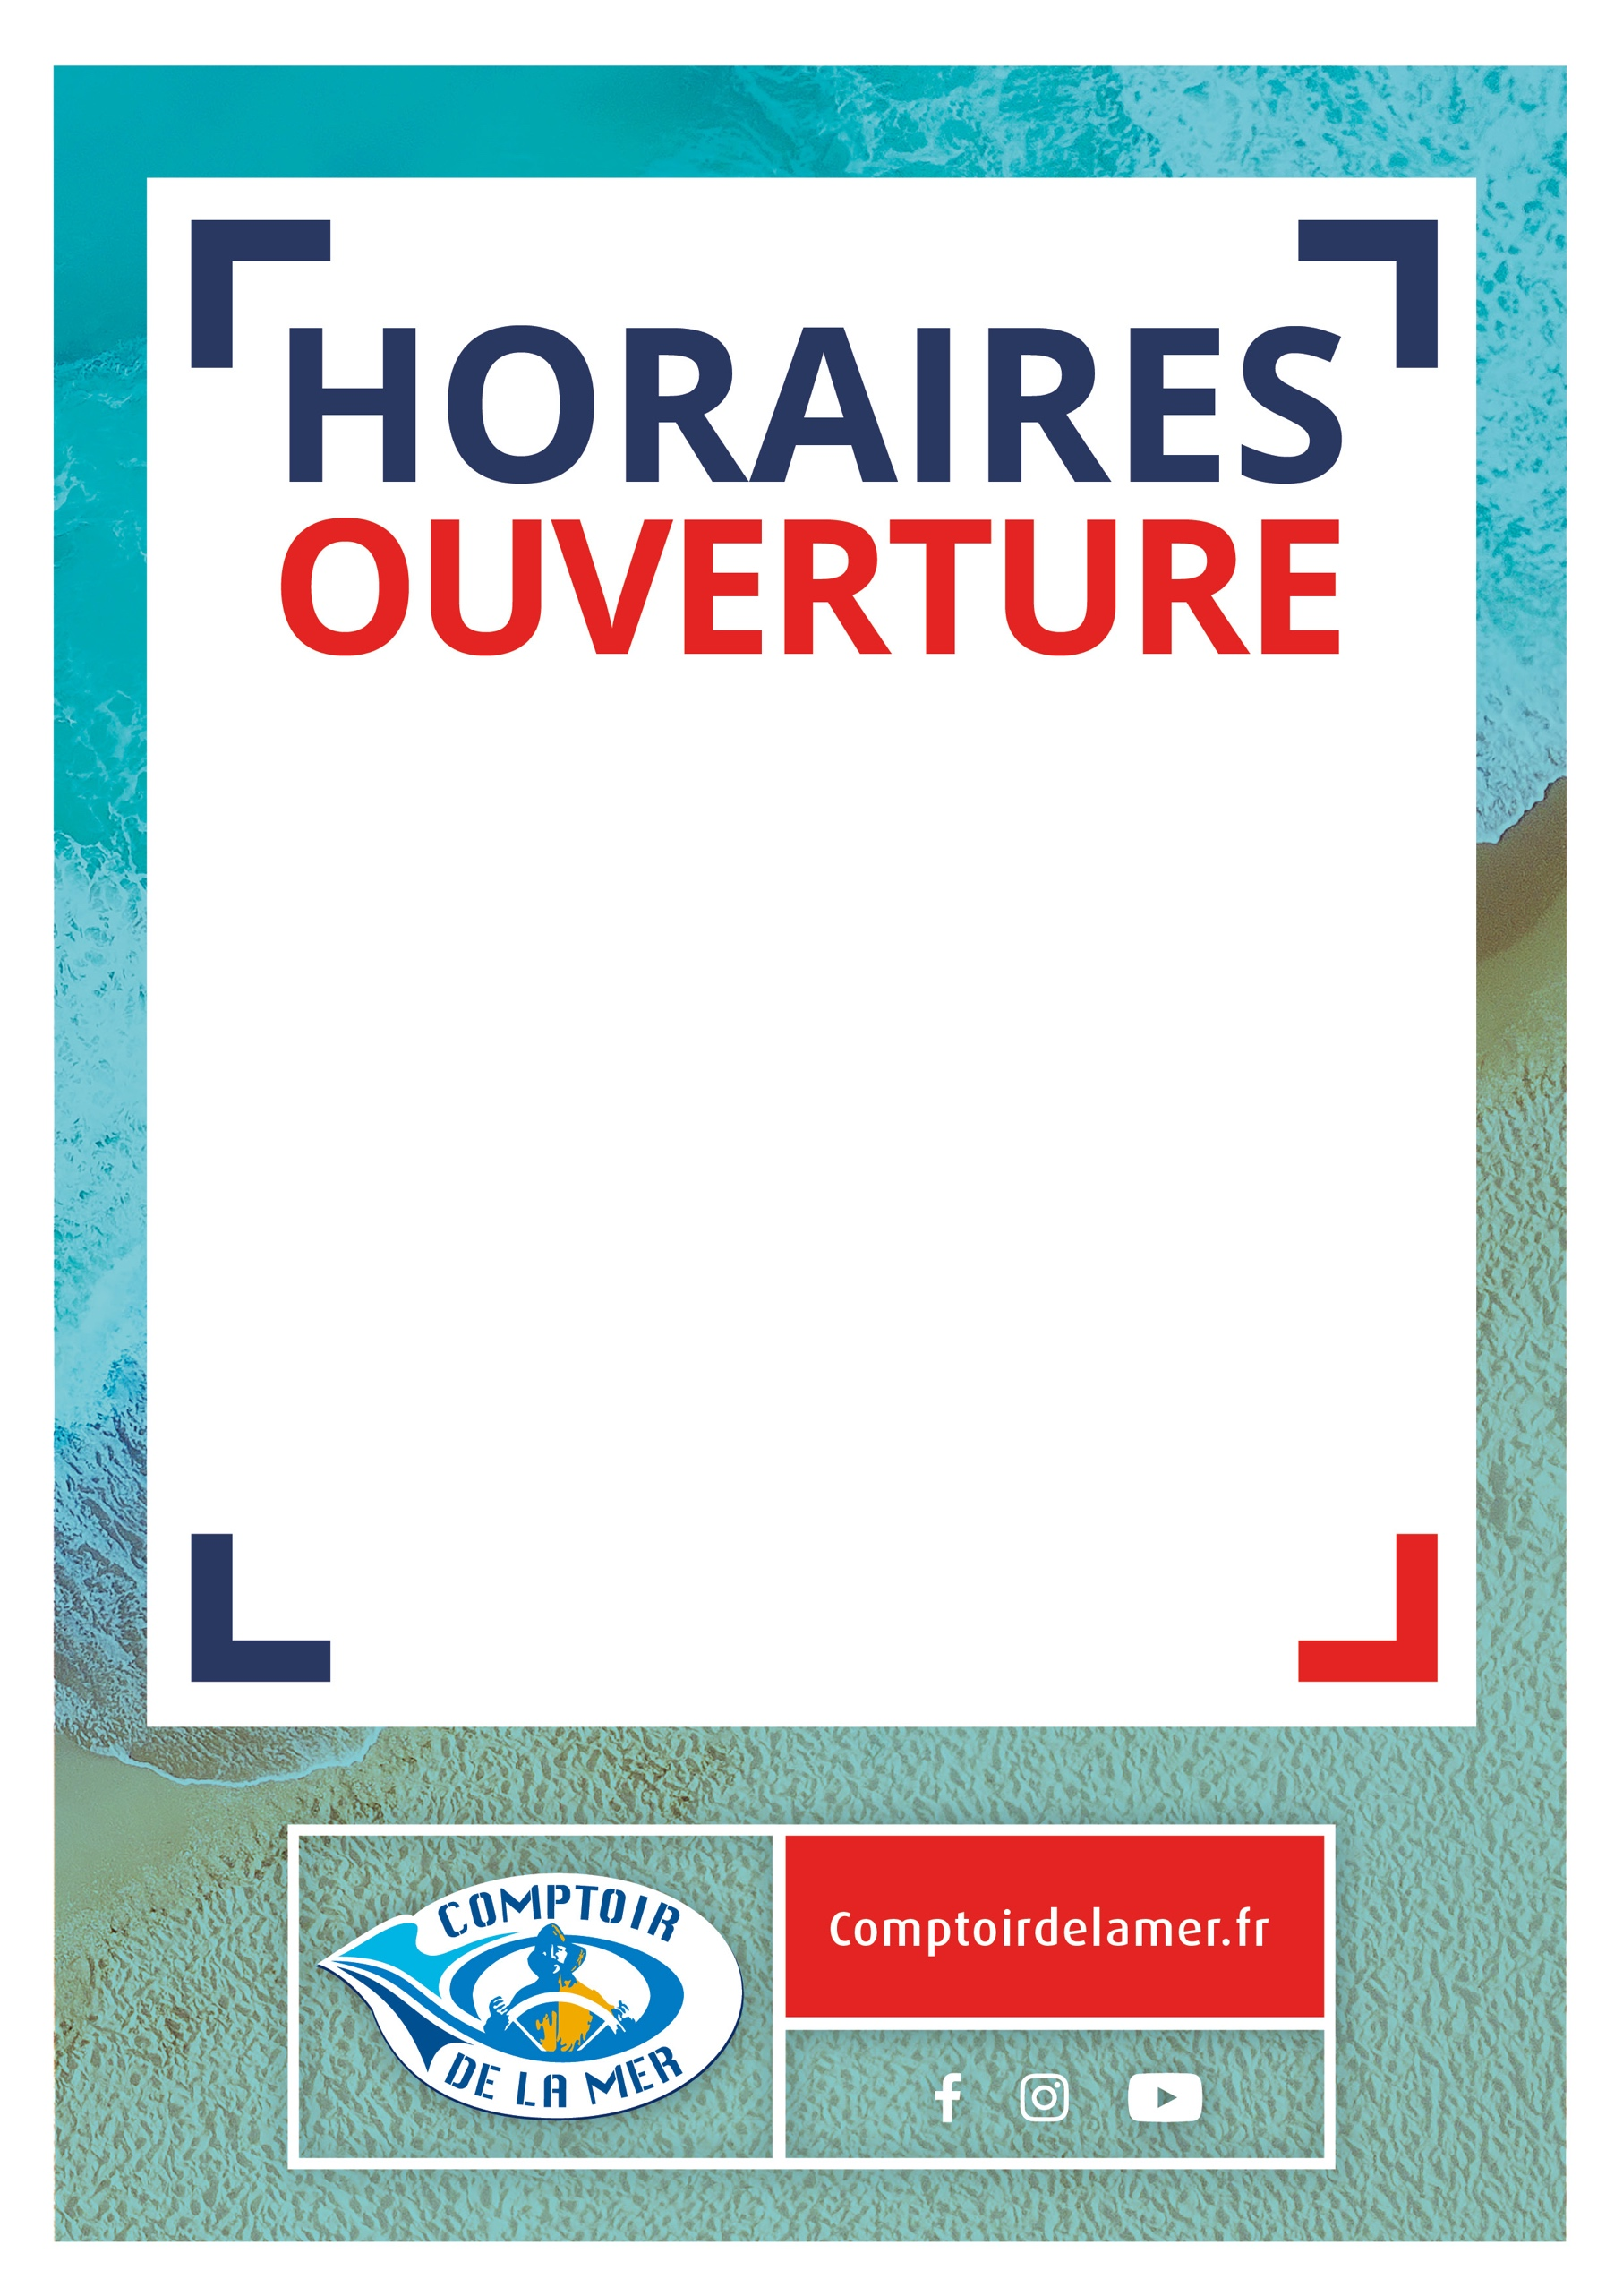 HORAIRES
OUVERTURE
COMPTOIR
DE LA MER
Comptoirdelamer.fr